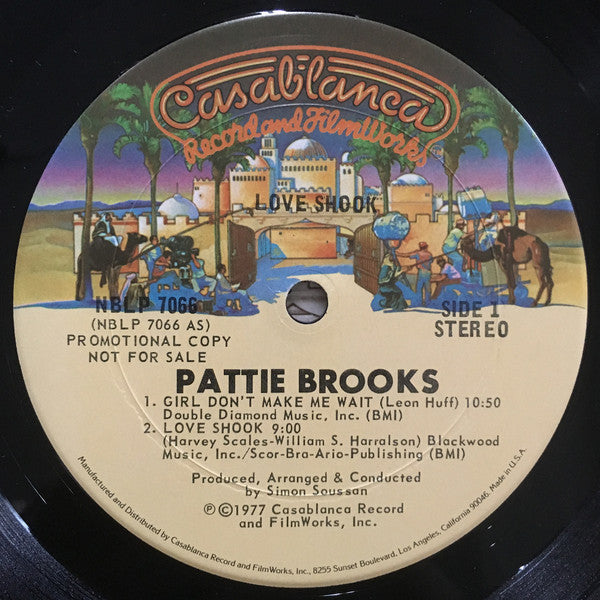 Casablanca
Record and FilmWorks
LOVE SHOOK
NBLP 7066
(NBLP 7066 AS)
PROMOTIONAL COPY
NOT FOR SALE
SIDE 1
STEREO
PATTIE BROOKS
1. GIRL DON'T MAKE ME WAIT (Leon Huff) 10:50
Double Diamond Music, Inc. (BMI)
2. LOVE SHOOK 9:00
(Harvey Scales-William S. Harralson) Blackwood
Music, Inc./Scor-Bra-Ario-Publishing (BMI)
Produced, Arranged & Conducted
by Simon Soussan
℗©1977 Casablanca Record
and FilmWorks, Inc.
Manufactured and Distributed by Casablanca Record and FilmWorks, Inc., 8255 Sunset Boulevard, Los Angeles, California 90046, Made in U.S.A.